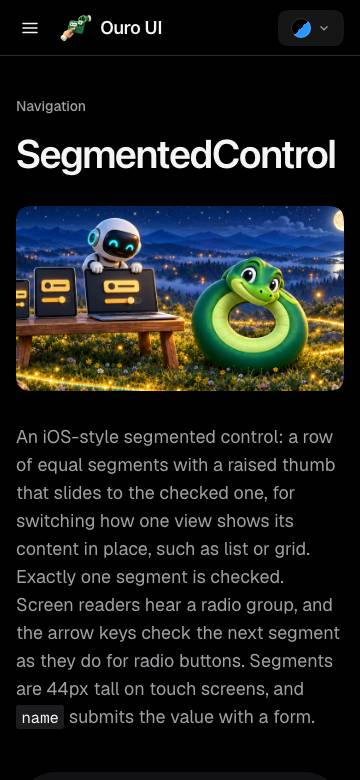 Ouro UI
Navigation
SegmentedControl
An iOS-style segmented control: a row
of equal segments with a raised thumb
that slides to the checked one, for
switching how one view shows its
content in place, such as list or grid.
Exactly one segment is checked.
Screen readers hear a radio group, and
the arrow keys check the next segment
as they do for radio buttons. Segments
are 44px tall on touch screens, and
name submits the value with a form.